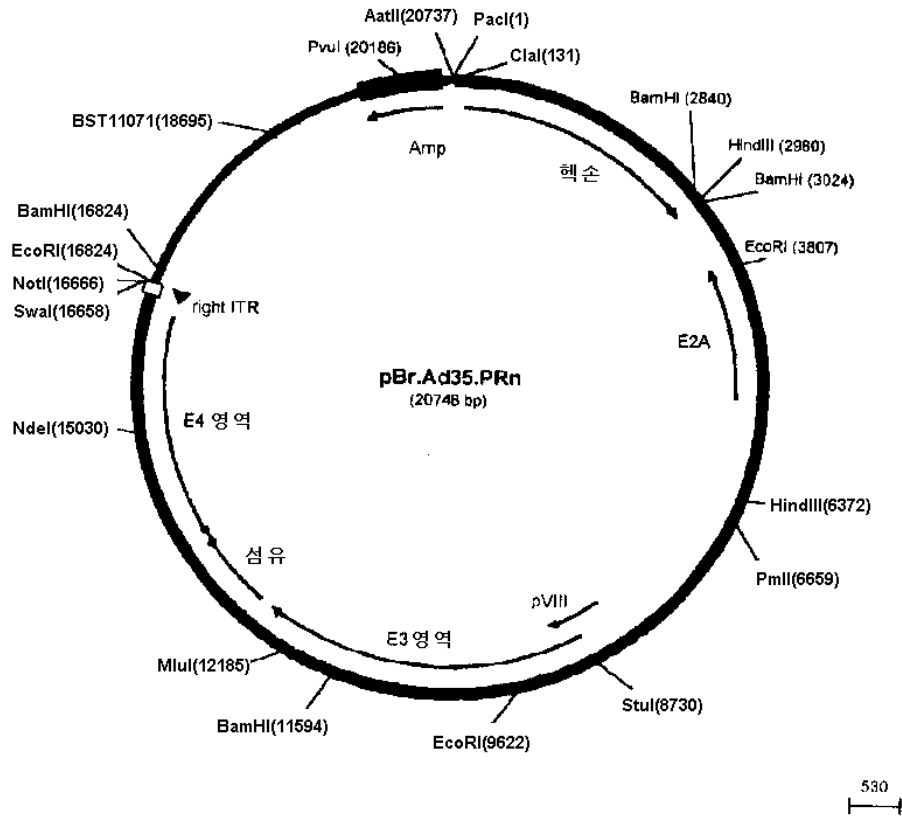 AatII(20737)
PacI(1)
PvuI (20186)
ClaI(131)
BamHI (2840)
BST11071(18695)
HindIII (2980)
Amp
헥손
BamHI (3024)
BamHI(16824)
EcoRI (3807)
EcoRI(16824)
NotI(16666)
SwaI(16658)
right ITR
E2A
pBr.Ad35.PRn
(20748 bp)
E4 영역
NdeI(15030)
HindIII(6372)
섬유
PmlI(6659)
pVIII
E3 영역
MluI(12185)
StuI(8730)
BamHI(11594)
EcoRI(9622)
530